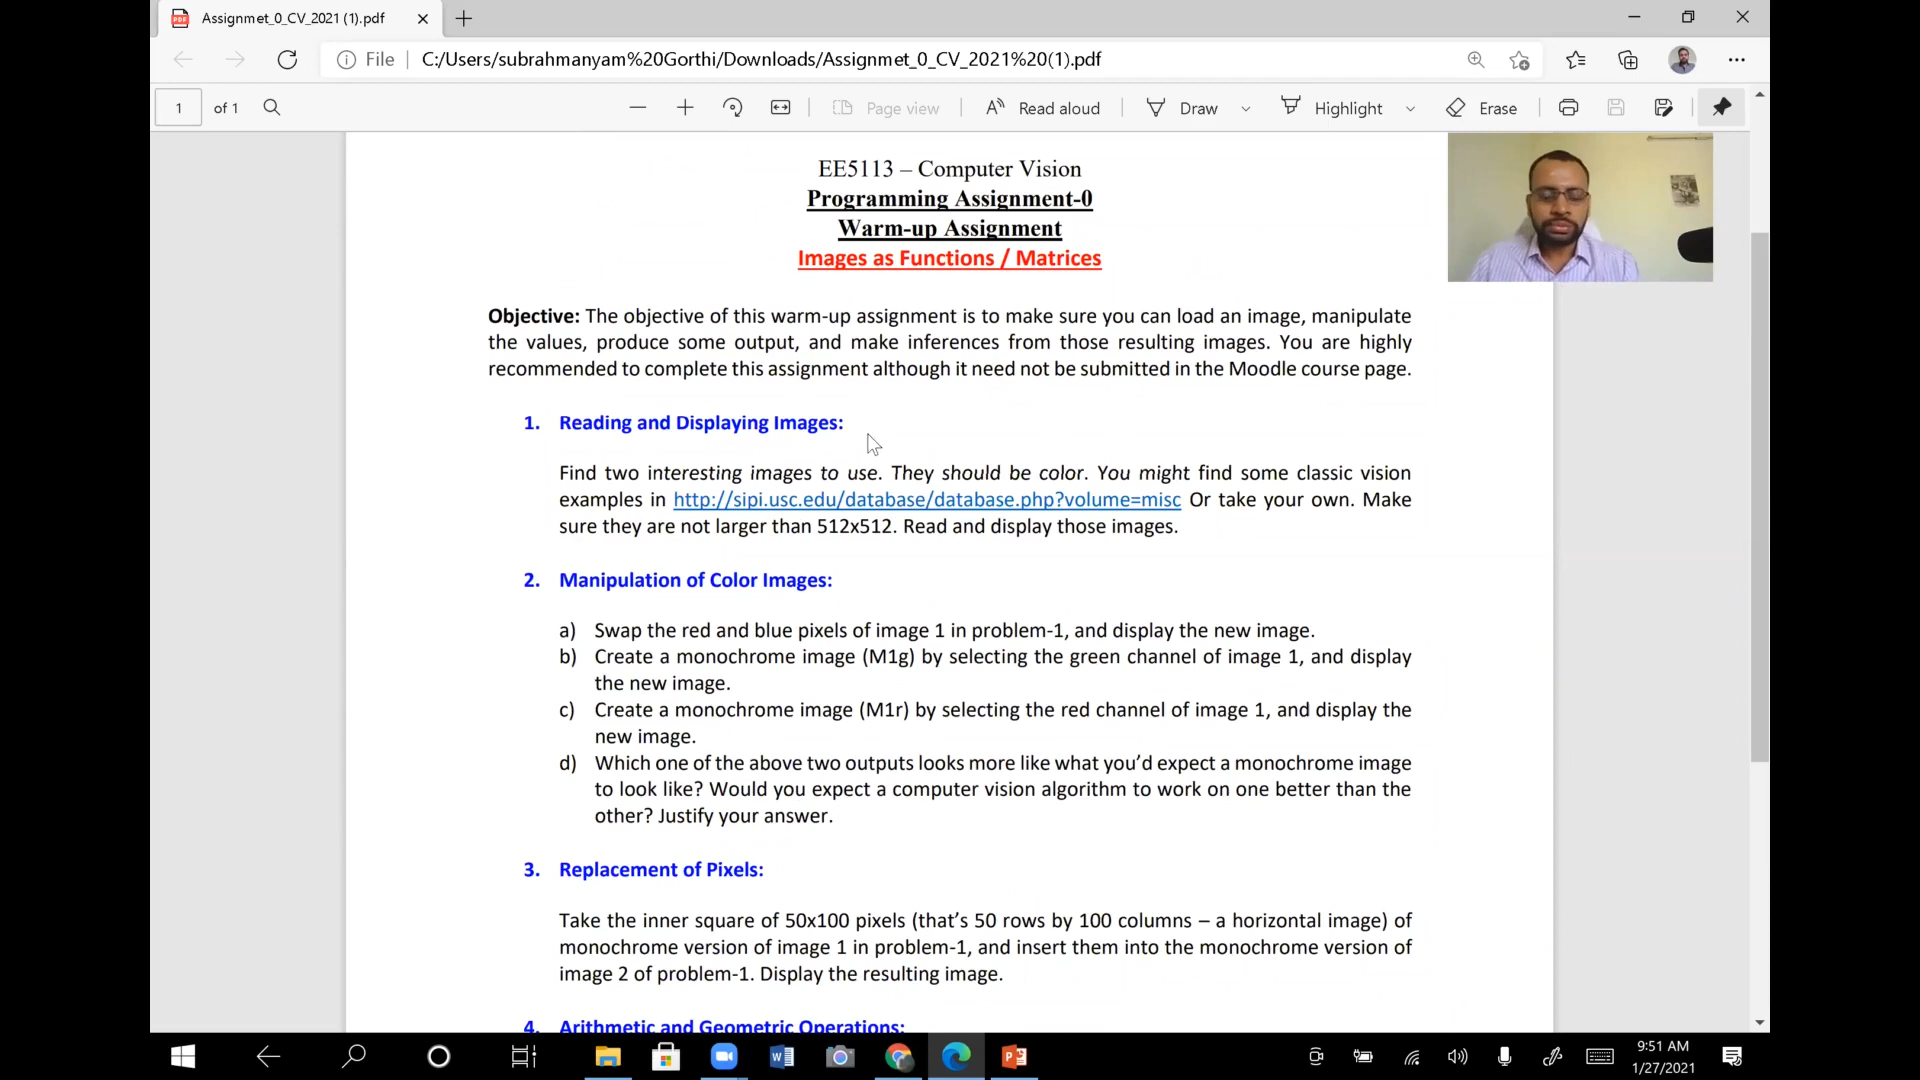 Assignmet_0_CV_2021 (1).pdf
File
C:/Users/subrahmanyam%20Gorthi/Downloads/Assignmet_0_CV_2021%20(1).pdf
1 of 1
Page view
Read aloud
Draw
Highlight
Erase
EE5113 – Computer Vision
Programming Assignment-0
Warm-up Assignment
Images as Functions / Matrices
Objective: The objective of this warm-up assignment is to make sure you can load an image, manipulate
the values, produce some output, and make inferences from those resulting images. You are highly
recommended to complete this assignment although it need not be submitted in the Moodle course page.
1. Reading and Displaying Images:
Find two interesting images to use. They should be color. You might find some classic vision
examples in http://sipi.usc.edu/database/database.php?volume=misc Or take your own. Make
sure they are not larger than 512x512. Read and display those images.
2. Manipulation of Color Images:
a) Swap the red and blue pixels of image 1 in problem-1, and display the new image.
b) Create a monochrome image (M1g) by selecting the green channel of image 1, and display
the new image.
c) Create a monochrome image (M1r) by selecting the red channel of image 1, and display the
new image.
d) Which one of the above two outputs looks more like what you’d expect a monochrome image
to look like? Would you expect a computer vision algorithm to work on one better than the
other? Justify your answer.
3. Replacement of Pixels:
Take the inner square of 50x100 pixels (that’s 50 rows by 100 columns – a horizontal image) of
monochrome version of image 1 in problem-1, and insert them into the monochrome version of
image 2 of problem-1. Display the resulting image.
4. Arithmetic and Geometric Operations:
9:51 AM
1/27/2021